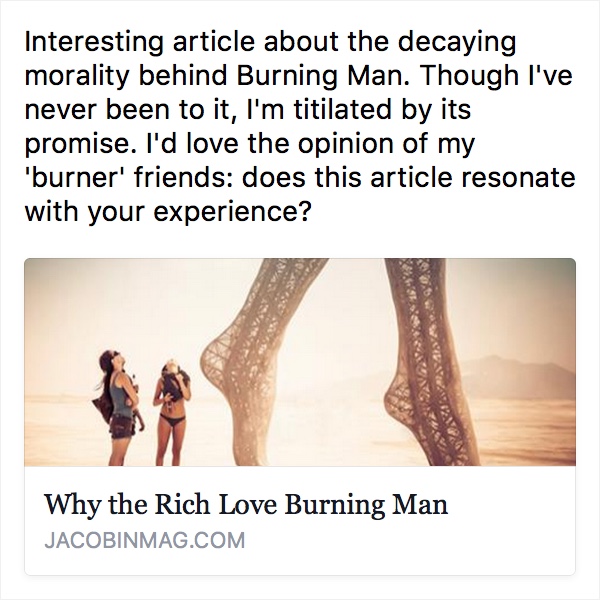 Interesting article about the decaying
morality behind Burning Man. Though I've
never been to it, I'm titilated by its
promise. I'd love the opinion of my
'burner' friends: does this article resonate
with your experience?
Why the Rich Love Burning Man
JACOBINMAG.COM